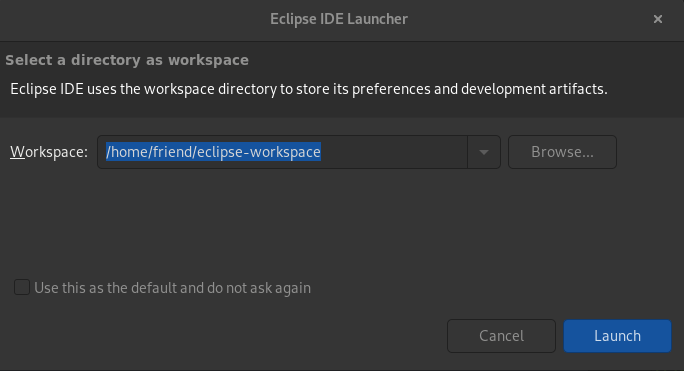 Eclipse IDE Launcher
Select a directory as workspace
Eclipse IDE uses the workspace directory to store its preferences and development artifacts.
Workspace: /home/friend/eclipse-workspace Browse...
Use this as the default and do not ask again
Cancel Launch